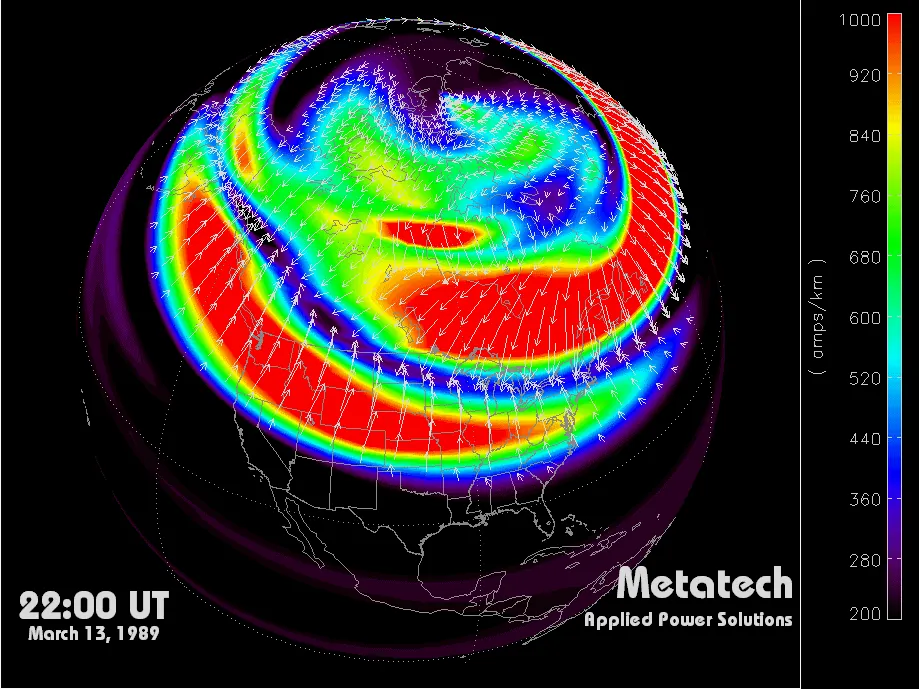 1000
920
840
760
680
600
520
440
360
280
200
( amps/km )
22:00 UT
March 13, 1989
Metatech
Applied Power Solutions